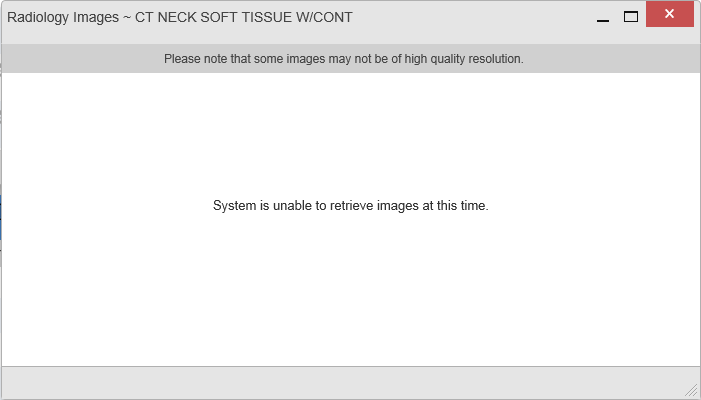 Radiology Images ~ CT NECK SOFT TISSUE W/CONT
Please note that some images may not be of high quality resolution.
System is unable to retrieve images at this time.